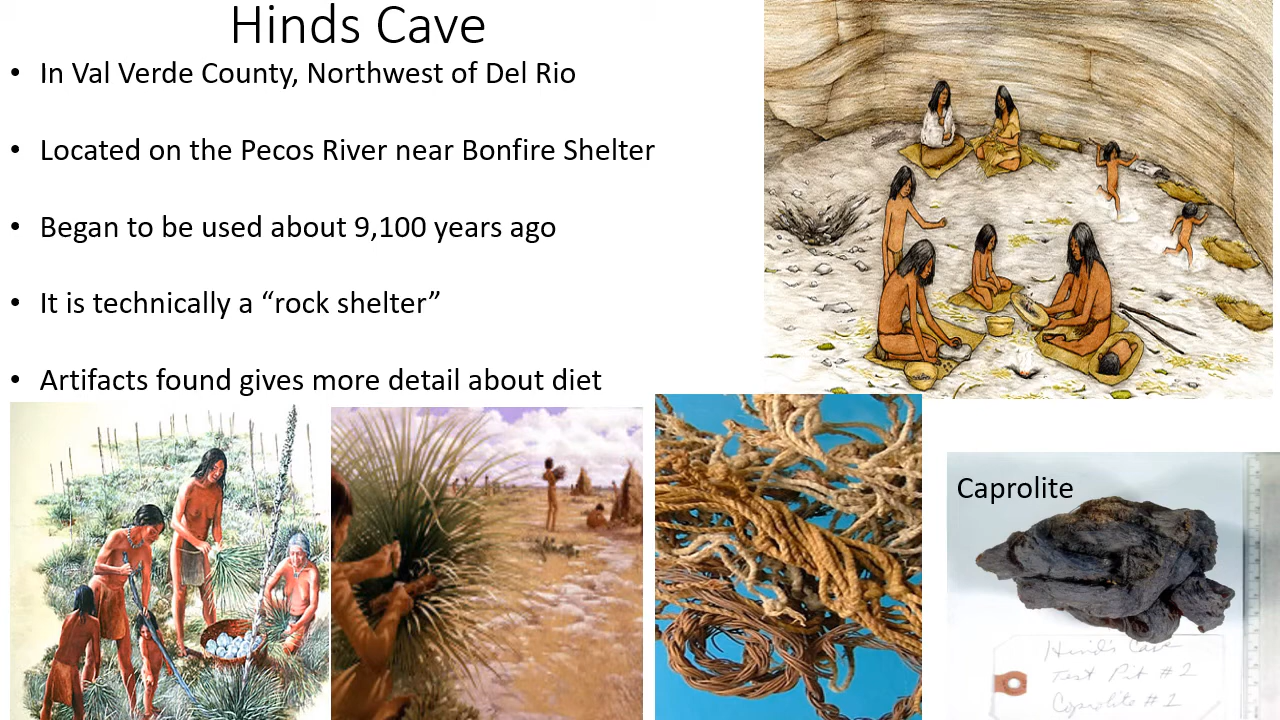 Hinds Cave
• In Val Verde County, Northwest of Del Rio
• Located on the Pecos River near Bonfire Shelter
• Began to be used about 9,100 years ago
• It is technically a “rock shelter”
• Artifacts found gives more detail about diet
Caprolite
Hind's Cave
Test Pit #2
Coprolite #1